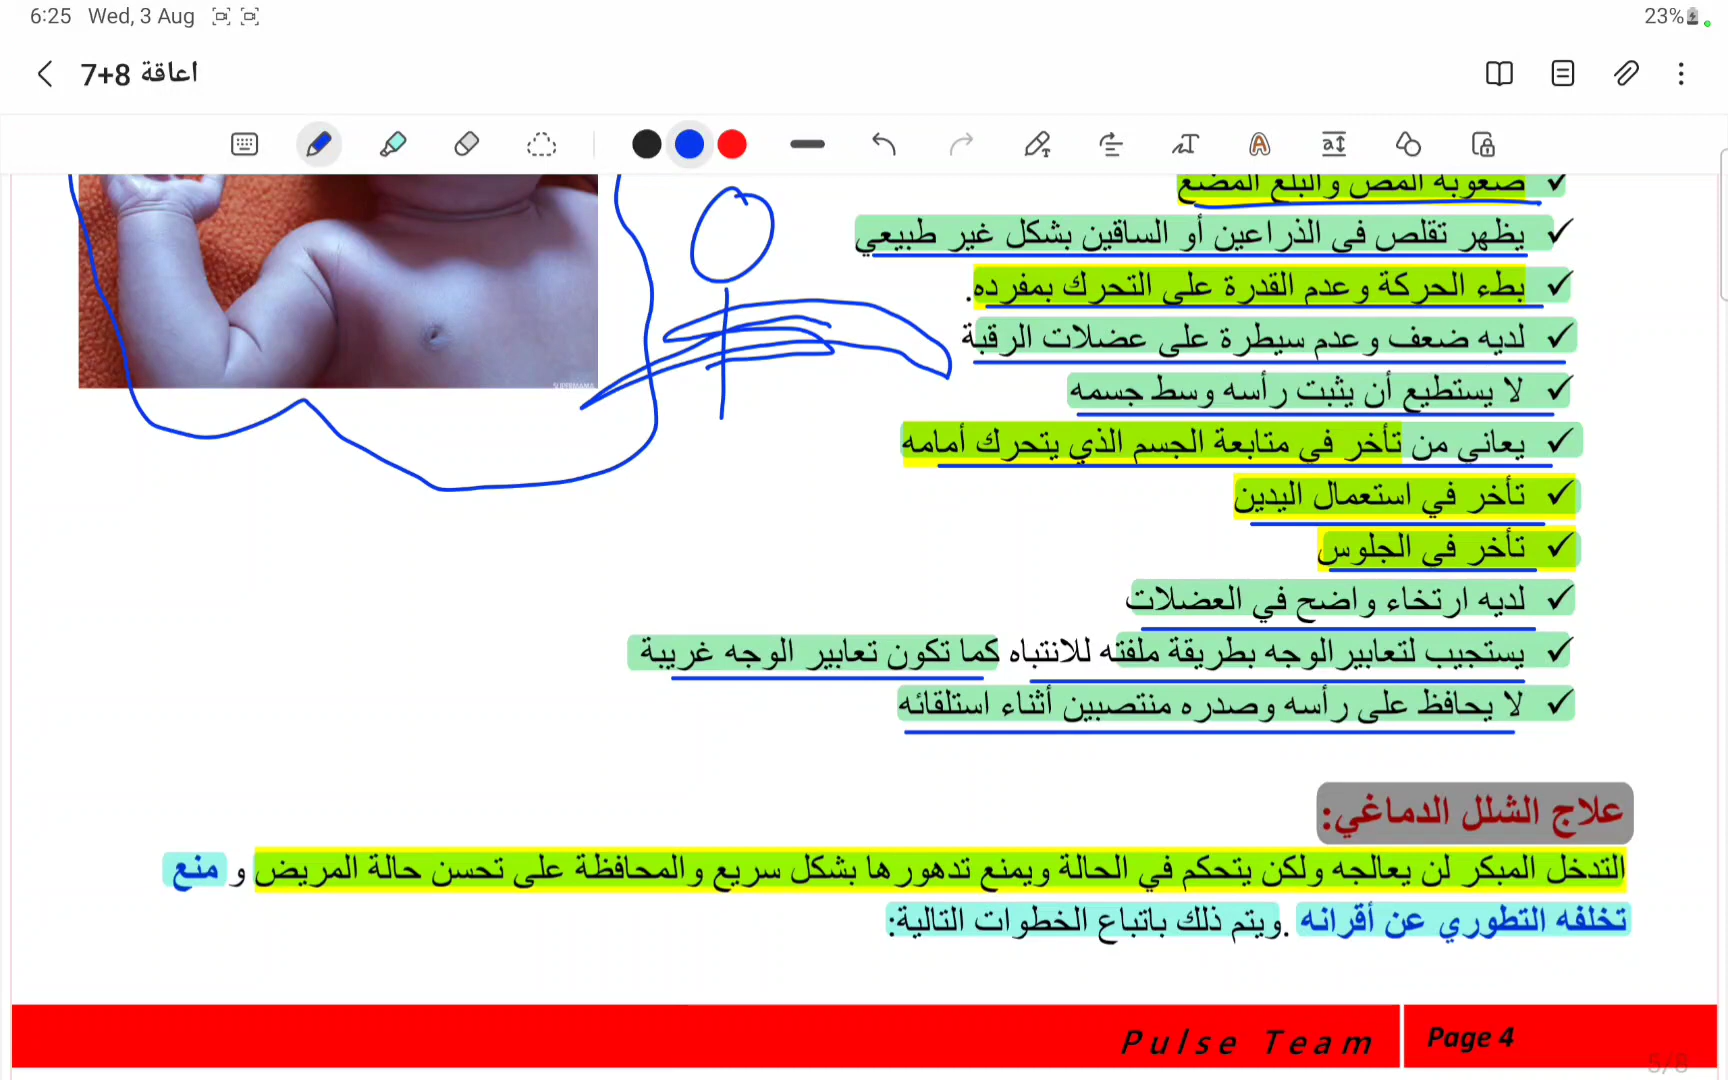 6:25 Wed, 3 Aug 23%
اعاقة 7+8
صعوبة المص والبلع المضع
يظهر تقلص في الذراعين أو الساقين بشكل غير طبيعي
بطء الحركة وعدم القدرة على التحرك بمفرده.
لديه ضعف وعدم سيطرة على عضلات الرقبة
لا يستطيع أن يثبت رأسه وسط جسمه
يعاني من تأخر في متابعة الجسم الذي يتحرك أمامه
تأخر في استعمال اليدين
تأخر في الجلوس
لديه ارتخاء واضح في العضلات
يستجيب لتعابيرالوجه بطريقة ملفته للانتباه كما تكون تعابير الوجه غريبة
لا يحافظ على رأسه وصدره منتصبين أثناء استلقائه
علاج الشلل الدماغي:
التدخل المبكر لن يعالجه ولكن يتحكم في الحالة ويمنع تدهورها بشكل سريع والمحافظة على تحسن حالة المريض و منع
تخلفه التطوري عن أقرانه .ويتم ذلك باتباع الخطوات التالية:
Pulse Team Page 4
5/8